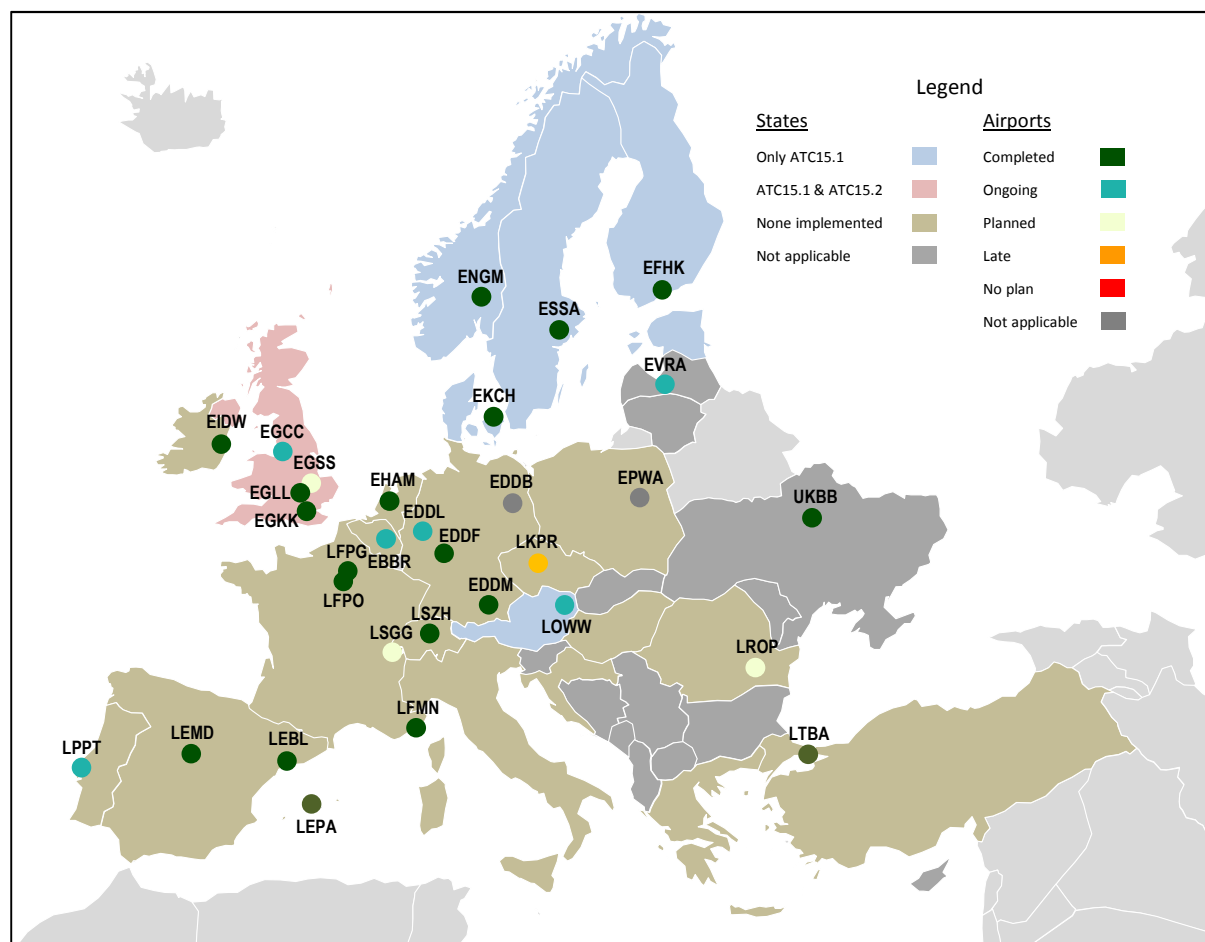 Legend
States
Airports
Only ATC15.1
Completed
ATC15.1 & ATC15.2
Ongoing
None implemented
Planned
Not applicable
Late
No plan
Not applicable
ENGM
EFHK
ESSA
EVRA
EKCH
EIDW
EGCC
EGSS
EGLL
EGKK
EHAM
EDDB
EPWA
UKBB
EDDL
EDDF
LKPR
EBBR
LFPG
LFPO
EDDM
LOWW
LSZH
LSGG
LROP
LFMN
LPPT
LEMD
LEBL
LTBA
LEPA